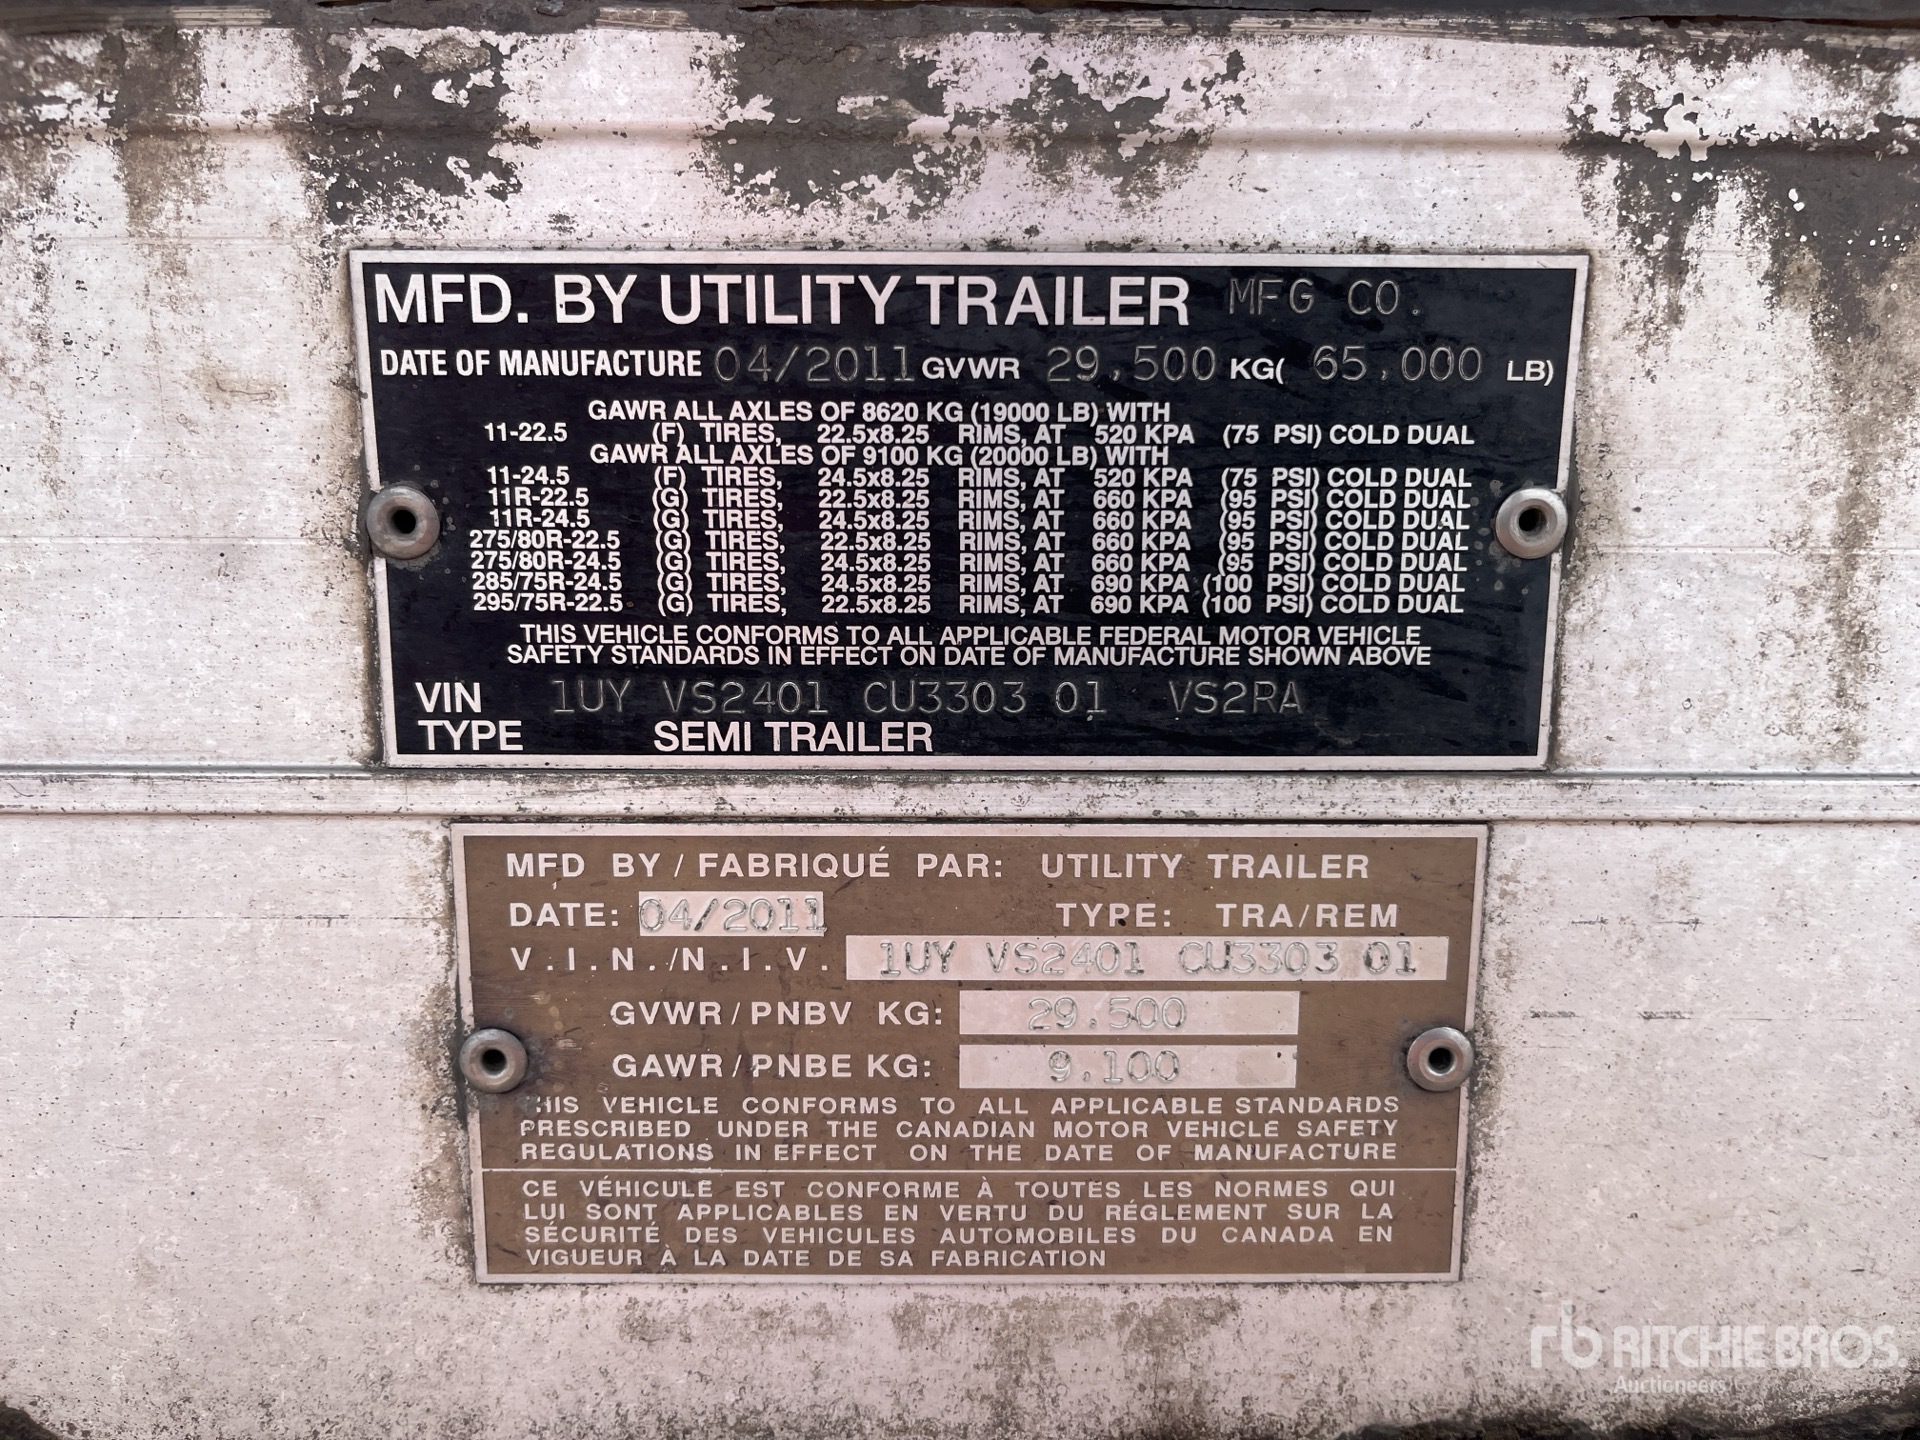 MFD. BY UTILITY TRAILER MFG CO.
DATE OF MANUFACTURE 04/2011 GVWR 29,500 KG( 65,000 LB)
GAWR ALL AXLES OF 8620 KG (19000 LB) WITH
11-22.5 (F) TIRES, 22.5x8.25 RIMS, AT 520 KPA (75 PSI) COLD DUAL
GAWR ALL AXLES OF 9100 KG (20000 LB) WITH
11-24.5 (F) TIRES, 24.5x8.25 RIMS, AT 520 KPA (75 PSI) COLD DUAL
11R-22.5 (G) TIRES, 22.5x8.25 RIMS, AT 660 KPA (95 PSI) COLD DUAL
11R-24.5 (G) TIRES, 24.5x8.25 RIMS, AT 660 KPA (95 PSI) COLD DUAL
275/80R-22.5 (G) TIRES, 22.5x8.25 RIMS, AT 660 KPA (95 PSI) COLD DUAL
275/80R-24.5 (G) TIRES, 24.5x8.25 RIMS, AT 660 KPA (95 PSI) COLD DUAL
285/75R-24.5 (G) TIRES, 24.5x8.25 RIMS, AT 690 KPA (100 PSI) COLD DUAL
295/75R-22.5 (G) TIRES, 22.5x8.25 RIMS, AT 690 KPA (100 PSI) COLD DUAL
THIS VEHICLE CONFORMS TO ALL APPLICABLE FEDERAL MOTOR VEHICLE
SAFETY STANDARDS IN EFFECT ON DATE OF MANUFACTURE SHOWN ABOVE
VIN 1UY VS2401 CU3303 01 VS2RA
TYPE SEMI TRAILER
MFD BY / FABRIQUÉ PAR: UTILITY TRAILER
DATE: 04/2011 TYPE: TRA/REM
V.I.N./N.I.V. 1UY VS2401 CU3303 01
GVWR / PNBV KG: 29,500
GAWR / PNBE KG: 9,100
THIS VEHICLE CONFORMS TO ALL APPLICABLE STANDARDS
PRESCRIBED UNDER THE CANADIAN MOTOR VEHICLE SAFETY
REGULATIONS IN EFFECT ON THE DATE OF MANUFACTURE
CE VÉHICULE EST CONFORME À TOUTES LES NORMES QUI
LUI SONT APPLICABLES EN VERTU DU RÉGLEMENT SUR LA
SÉCURITÉ DES VEHICULES AUTOMOBILES DU CANADA EN
VIGUEUR À LA DATE DE SA FABRICATION
rb RITCHIE BROS.
Auctioneers